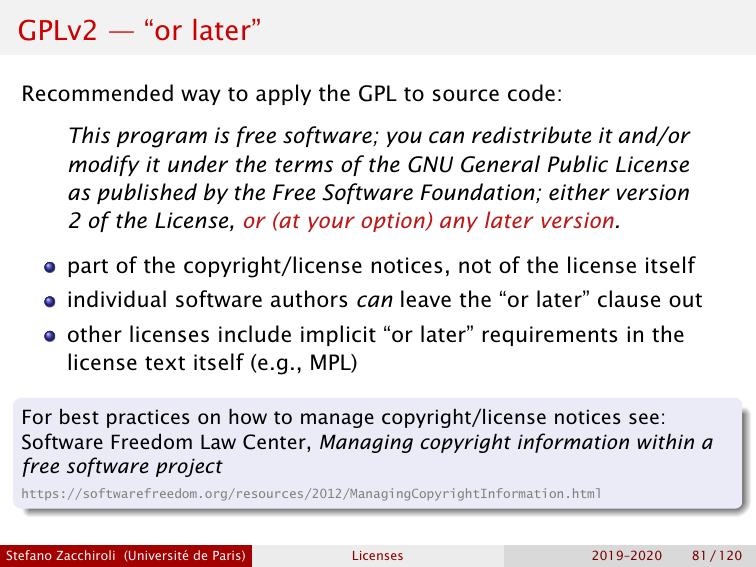 GPLv2 — “or later”
Recommended way to apply the GPL to source code:
This program is free software; you can redistribute it and/or
modify it under the terms of the GNU General Public License
as published by the Free Software Foundation; either version
2 of the License, or (at your option) any later version.
part of the copyright/license notices, not of the license itself
individual software authors can leave the “or later” clause out
other licenses include implicit “or later” requirements in the
license text itself (e.g., MPL)
For best practices on how to manage copyright/license notices see:
Software Freedom Law Center, Managing copyright information within a
free software project
https://softwarefreedom.org/resources/2012/ManagingCopyrightInformation.html
Stefano Zacchiroli (Université de Paris) Licenses 2019–2020 81 / 120